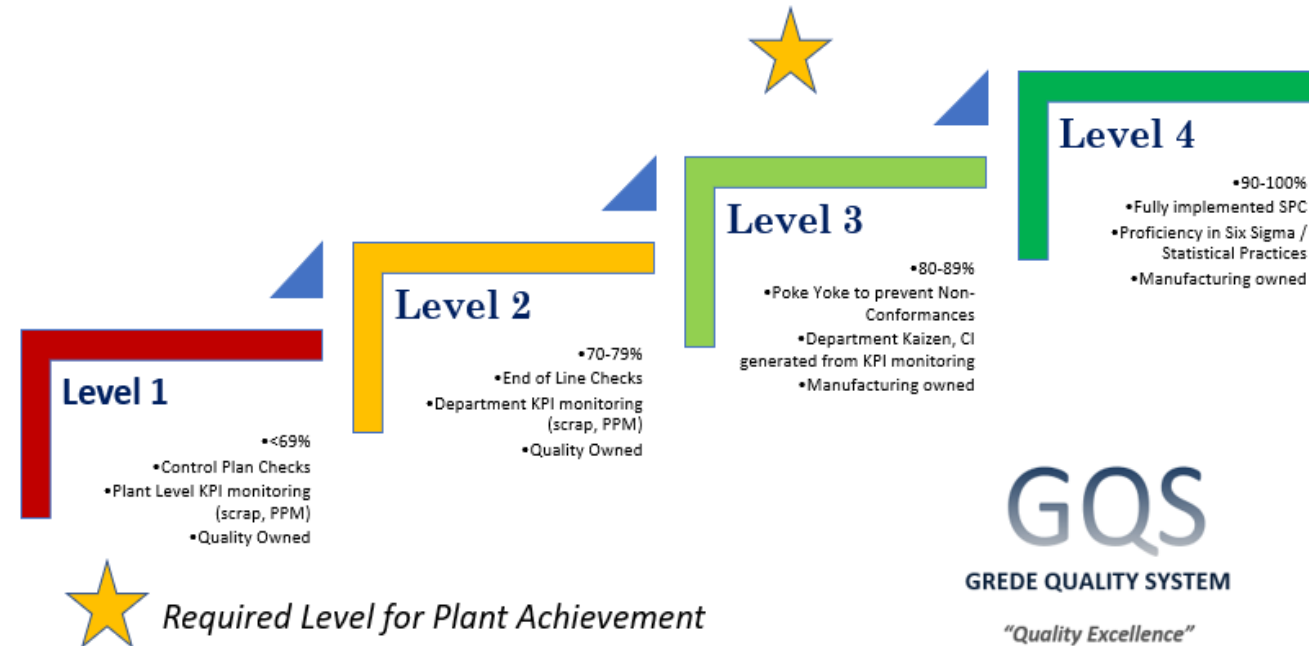 Level 1
•<69%
•Control Plan Checks
•Plant Level KPI monitoring
(scrap, PPM)
•Quality Owned
Level 2
•70-79%
•End of Line Checks
•Department KPI monitoring
(scrap, PPM)
•Quality Owned
Level 3
•80-89%
•Poke Yoke to prevent Non-
Conformances
•Department Kaizen, CI
generated from KPI monitoring
•Manufacturing owned
Level 4
•90-100%
•Fully implemented SPC
•Proficiency in Six Sigma /
Statistical Practices
•Manufacturing owned
Required Level for Plant Achievement
GQS
GREDE QUALITY SYSTEM
“Quality Excellence”